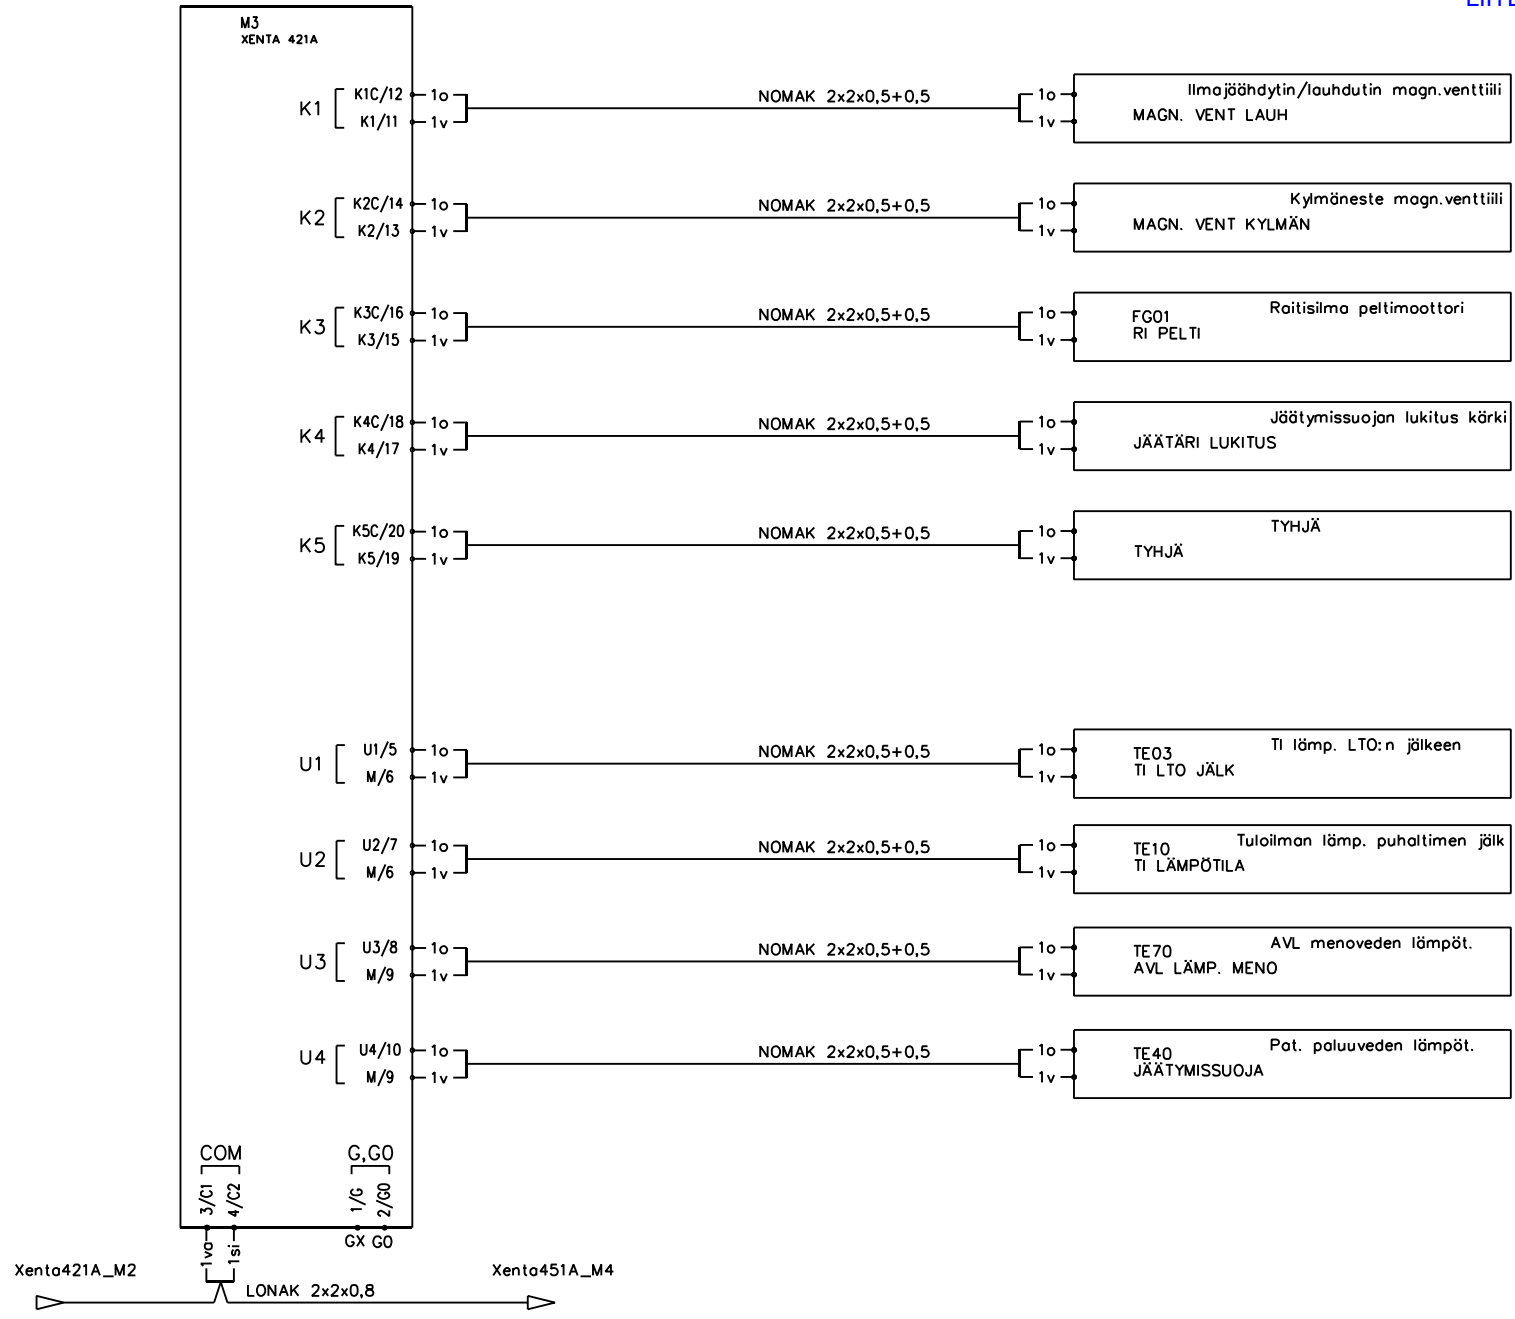 M3
XENTA 421A
K1
K1C/12 1o
K1/11 1v
NOMAK 2x2x0,5+0,5
1o
1v
Ilmajäähdytin/lauhdutin magn.venttiili
MAGN. VENT LAUH
K2
K2C/14 1o
K2/13 1v
NOMAK 2x2x0,5+0,5
1o
1v
Kylmäneste magn.venttiili
MAGN. VENT KYLMÄN
K3
K3C/16 1o
K3/15 1v
NOMAK 2x2x0,5+0,5
1o
1v
Raitisilma peltimoottori
FG01
RI PELTI
K4
K4C/18 1o
K4/17 1v
NOMAK 2x2x0,5+0,5
1o
1v
Jäätymissuojan lukitus kärki
JÄÄTÄRI LUKITUS
K5
K5C/20 1o
K5/19 1v
NOMAK 2x2x0,5+0,5
1o
1v
TYHJÄ
TYHJÄ
U1
U1/5 1o
M/6 1v
NOMAK 2x2x0,5+0,5
1o
1v
TI lämp. LTO:n jälkeen
TE03
TI LTO JÄLK
U2
U2/7 1o
M/6 1v
NOMAK 2x2x0,5+0,5
1o
1v
Tuloilman lämp. puhaltimen jälk
TE10
TI LÄMPÖTILA
U3
U3/8 1o
M/9 1v
NOMAK 2x2x0,5+0,5
1o
1v
AVL menoveden lämpöt.
TE70
AVL LÄMP. MENO
U4
U4/10 1o
M/9 1v
NOMAK 2x2x0,5+0,5
1o
1v
Pat. paluuveden lämpöt.
TE40
JÄÄTYMISSUOJA
COM
3/C1
4/C2
G,G0
1/G
2/G0
1va
1si
GX G0
Xenta421A_M2
LONAK 2x2x0,8
Xenta451A_M4